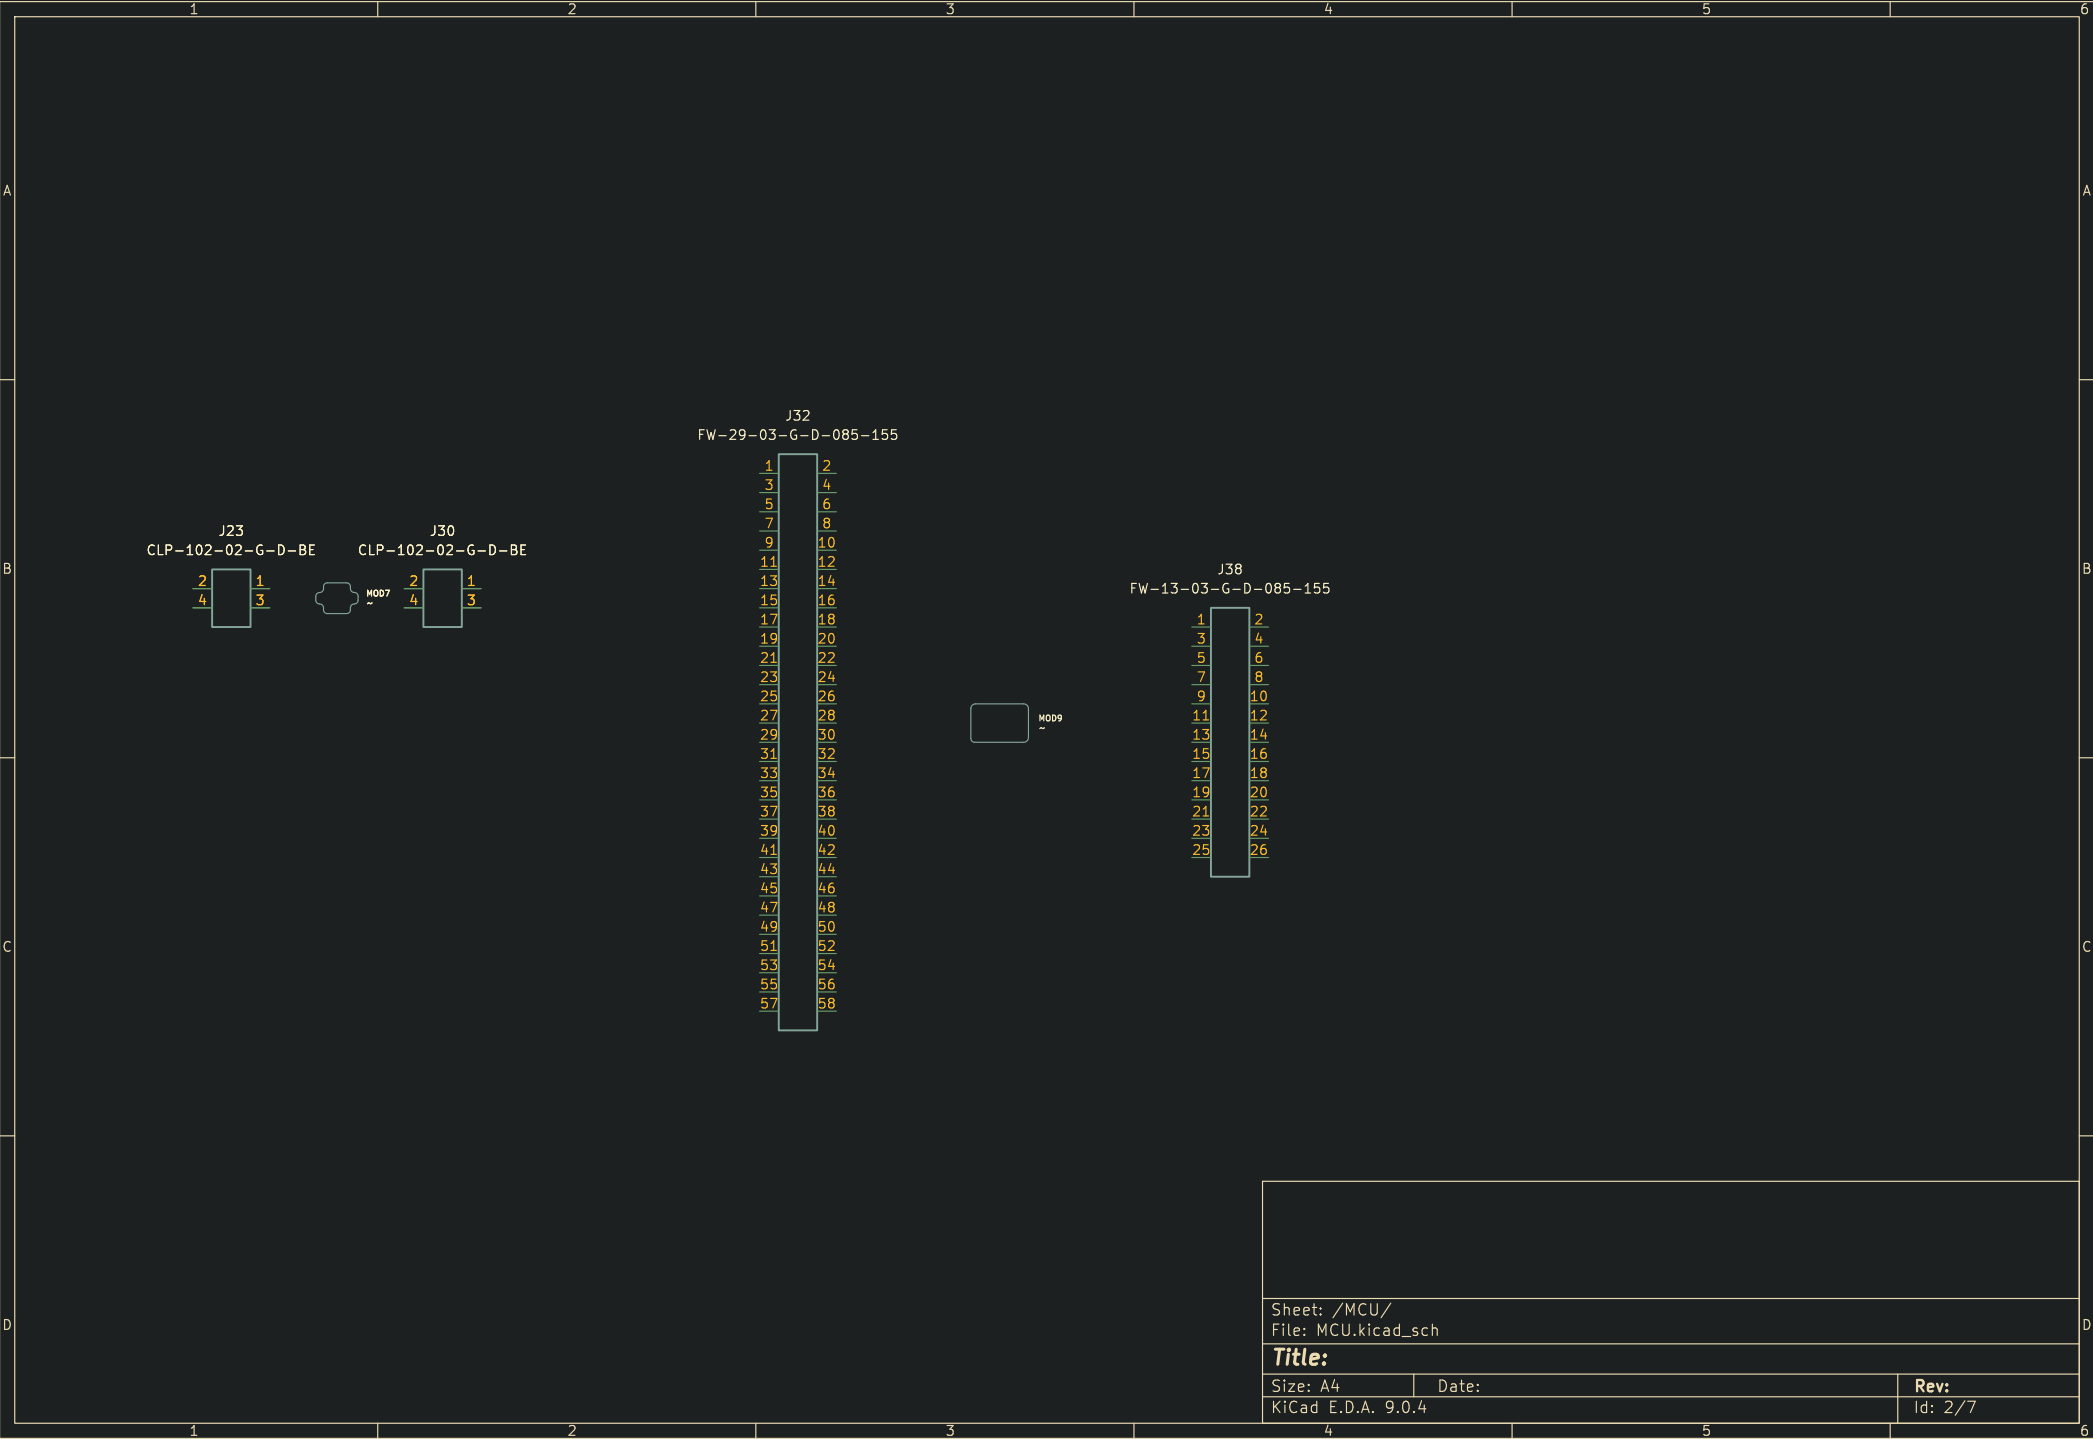 1 2 3 4 5 6
A A
J32
FW-29-03-G-D-085-155
1 2
3 4
5 6
7 8
9 10
11 12
13 14
15 16
17 18
19 20
21 22
23 24
25 26
27 28
29 30
31 32
33 34
35 36
37 38
39 40
41 42
43 44
45 46
47 48
49 50
51 52
53 54
55 56
57 58
J23
CLP-102-02-G-D-BE
2 1
4 3
MOD7
~
J30
CLP-102-02-G-D-BE
2 1
4 3
B B
J38
FW-13-03-G-D-085-155
1 2
3 4
5 6
7 8
9 10
11 12
13 14
15 16
17 18
19 20
21 22
23 24
25 26
MOD9
~
C C
D D
Sheet: /MCU/
File: MCU.kicad_sch
Title:
Size: A4 Date: Rev:
KiCad E.D.A. 9.0.4 Id: 2/7
1 2 3 4 5 6